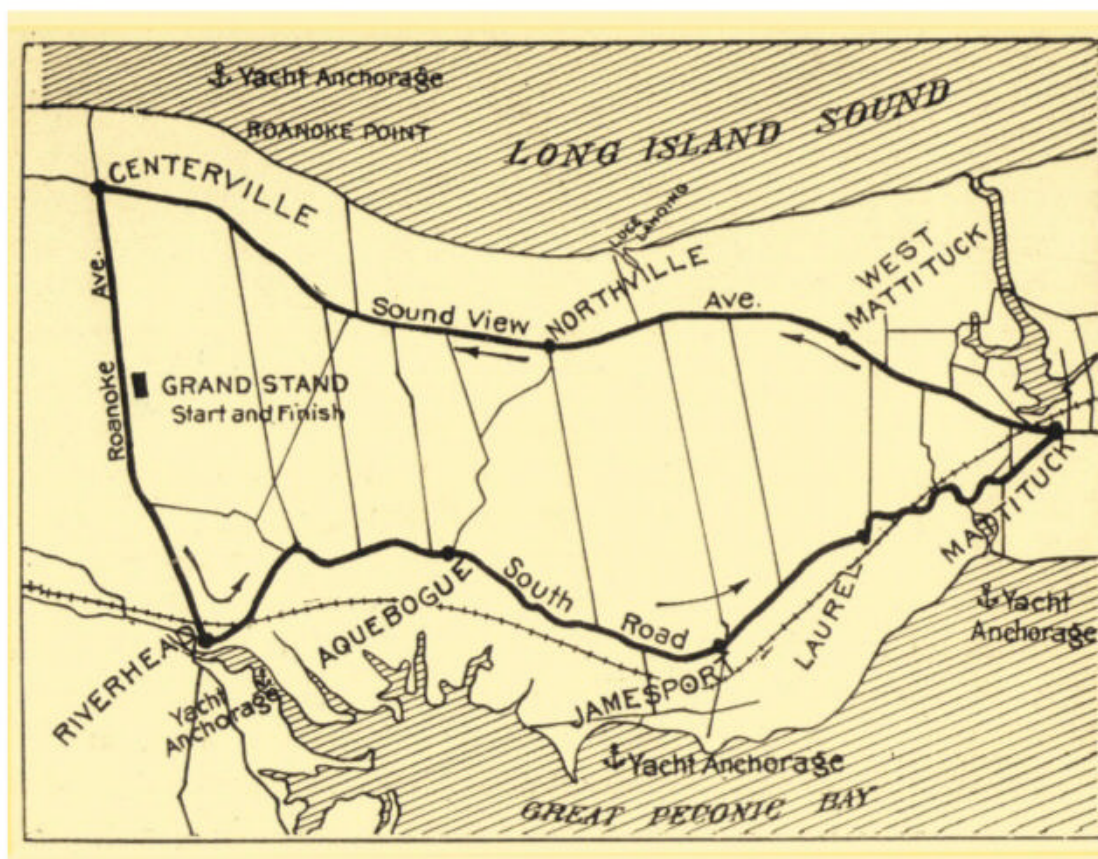 Yacht Anchorage
ROANOKE POINT
LONG ISLAND SOUND
CENTERVILLE
LUCE
LANDING
NORTHVILLE
WEST
MATTITUCK
Sound View
Ave.
Roanoke Ave.
GRAND STAND
Start and Finish
MATTITUCK
South Road
AQUEBOGUE
LAUREL
RIVERHEAD
JAMESPORT
Yacht
Anchorage
Yacht
Anchorage
Yacht Anchorage
GREAT PECONIC BAY